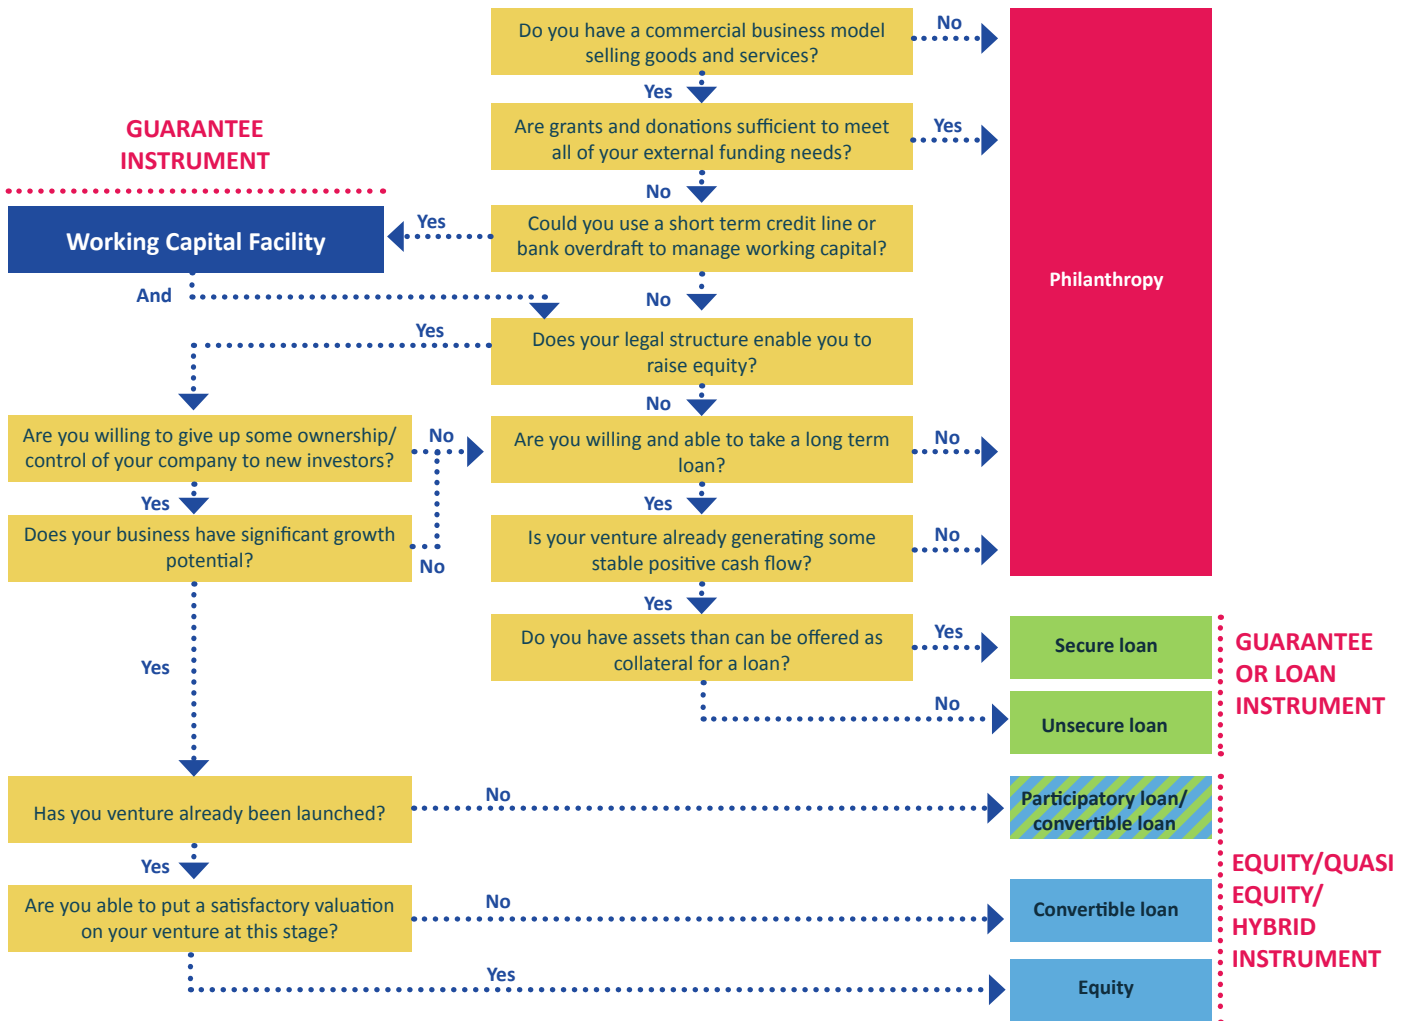 Do you have a commercial business model
selling goods and services?
No
Yes
GUARANTEE
INSTRUMENT
Are grants and donations sufficient to meet
all of your external funding needs?
Yes
No
Working Capital Facility
Yes
Could you use a short term credit line or
bank overdraft to manage working capital?
Philanthropy
And
No
Yes
Does your legal structure enable you to
raise equity?
No
Are you willing to give up some ownership/
control of your company to new investors?
No
Are you willing and able to take a long term
loan?
No
Yes
Yes
Does your business have significant growth
potential?
No
Is your venture already generating some
stable positive cash flow?
No
Yes
Yes
Do you have assets than can be offered as
collateral for a loan?
Yes
Secure loan
GUARANTEE
OR LOAN
INSTRUMENT
No
Unsecure loan
Has you venture already been launched?
No
Participatory loan/
convertible loan
Yes
Are you able to put a satisfactory valuation
on your venture at this stage?
No
Convertible loan
EQUITY/QUASI
EQUITY/
HYBRID
INSTRUMENT
Yes
Equity